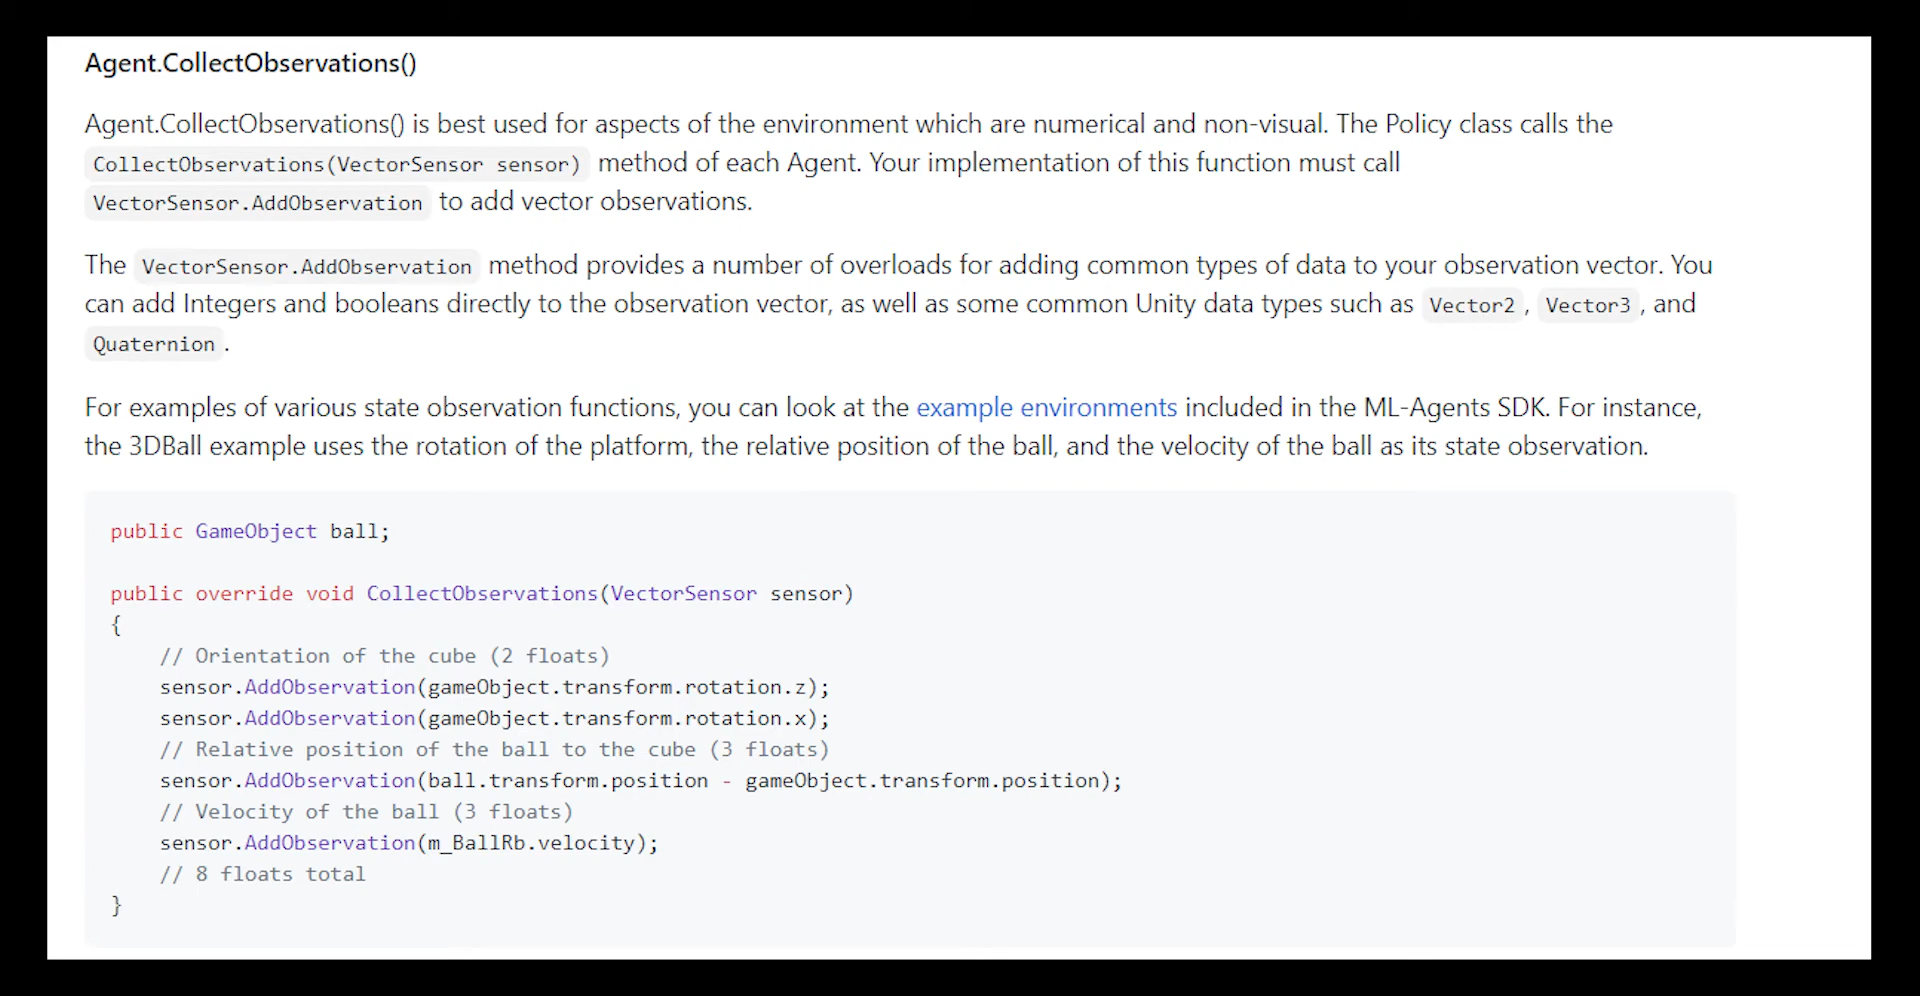 Agent.CollectObservations()
Agent.CollectObservations() is best used for aspects of the environment which are numerical and non-visual. The Policy class calls the
CollectObservations(VectorSensor sensor) method of each Agent. Your implementation of this function must call
VectorSensor.AddObservation to add vector observations.
The VectorSensor.AddObservation method provides a number of overloads for adding common types of data to your observation vector. You
can add Integers and booleans directly to the observation vector, as well as some common Unity data types such as Vector2 , Vector3 , and
Quaternion .
For examples of various state observation functions, you can look at the example environments included in the ML-Agents SDK. For instance,
the 3DBall example uses the rotation of the platform, the relative position of the ball, and the velocity of the ball as its state observation.
public GameObject ball;
public override void CollectObservations(VectorSensor sensor)
{
// Orientation of the cube (2 floats)
sensor.AddObservation(gameObject.transform.rotation.z);
sensor.AddObservation(gameObject.transform.rotation.x);
// Relative position of the ball to the cube (3 floats)
sensor.AddObservation(ball.transform.position - gameObject.transform.position);
// Velocity of the ball (3 floats)
sensor.AddObservation(m_BallRb.velocity);
// 8 floats total
}